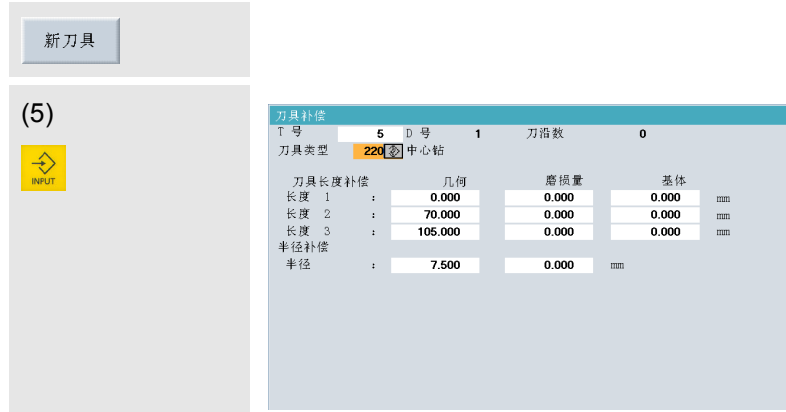 新刀具
(5)
INPUT
刀具补偿
T 号 5 D 号 1 刀沿数 0
刀具类型 220 中心钻
刀具长度补偿 几何 磨损量 基体
长度 1 : 0.000 0.000 0.000 mm
长度 2 : 70.000 0.000 0.000 mm
长度 3 : 105.000 0.000 0.000 mm
半径补偿
半径 : 7.500 0.000 mm